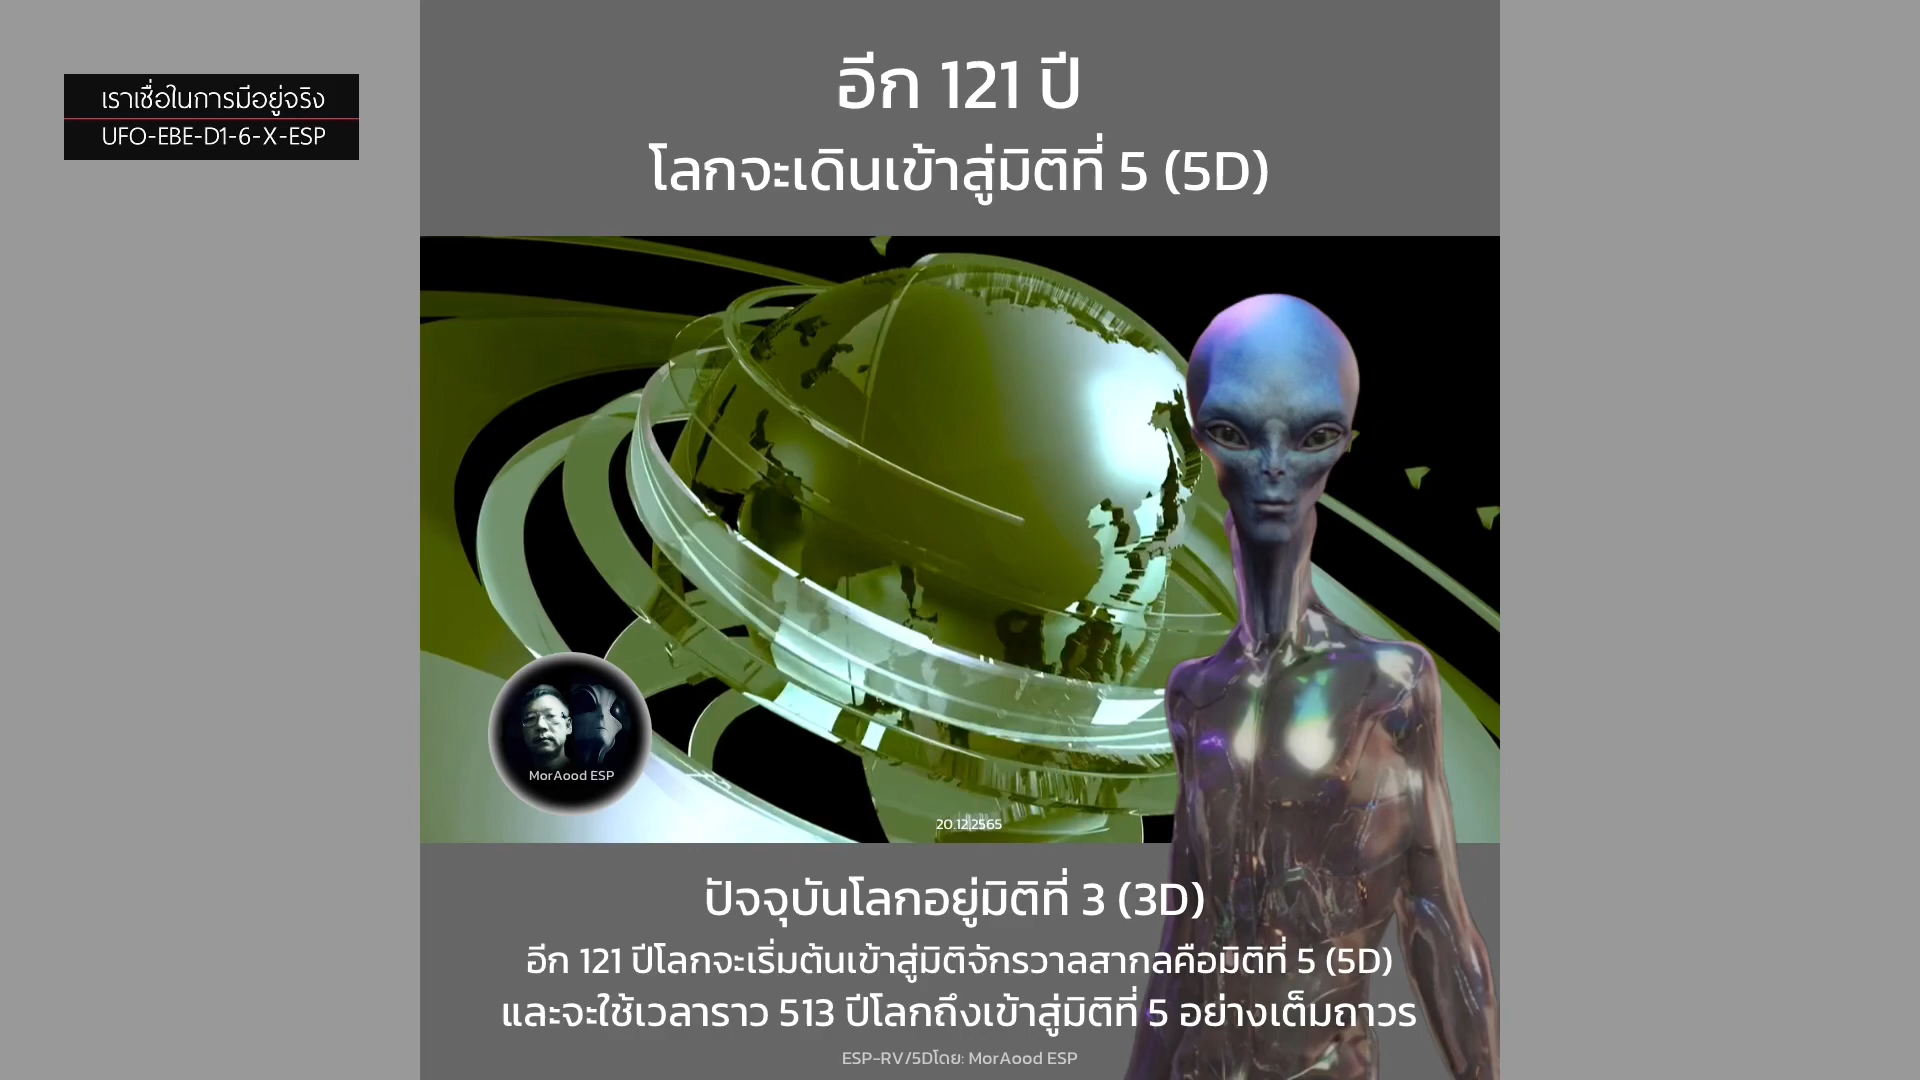 เราเชื่อในการมีอยู่จริง
UFO-EBE-D1-6-X-ESP
อีก 121 ปี
โลกจะเดินเข้าสู่มิติที่ 5 (5D)
MorAood ESP
20.12.2565
ปัจจุบันโลกอยู่มิติที่ 3 (3D)
อีก 121 ปีโลกจะเริ่มต้นเข้าสู่มิติจักรวาลสากลคือมิติที่ 5 (5D)
และจะใช้เวลาราว 513 ปีโลกถึงเข้าสู่มิติที่ 5 อย่างเต็มถาวร
ESP-RV/5Dโดย: MorAood ESP